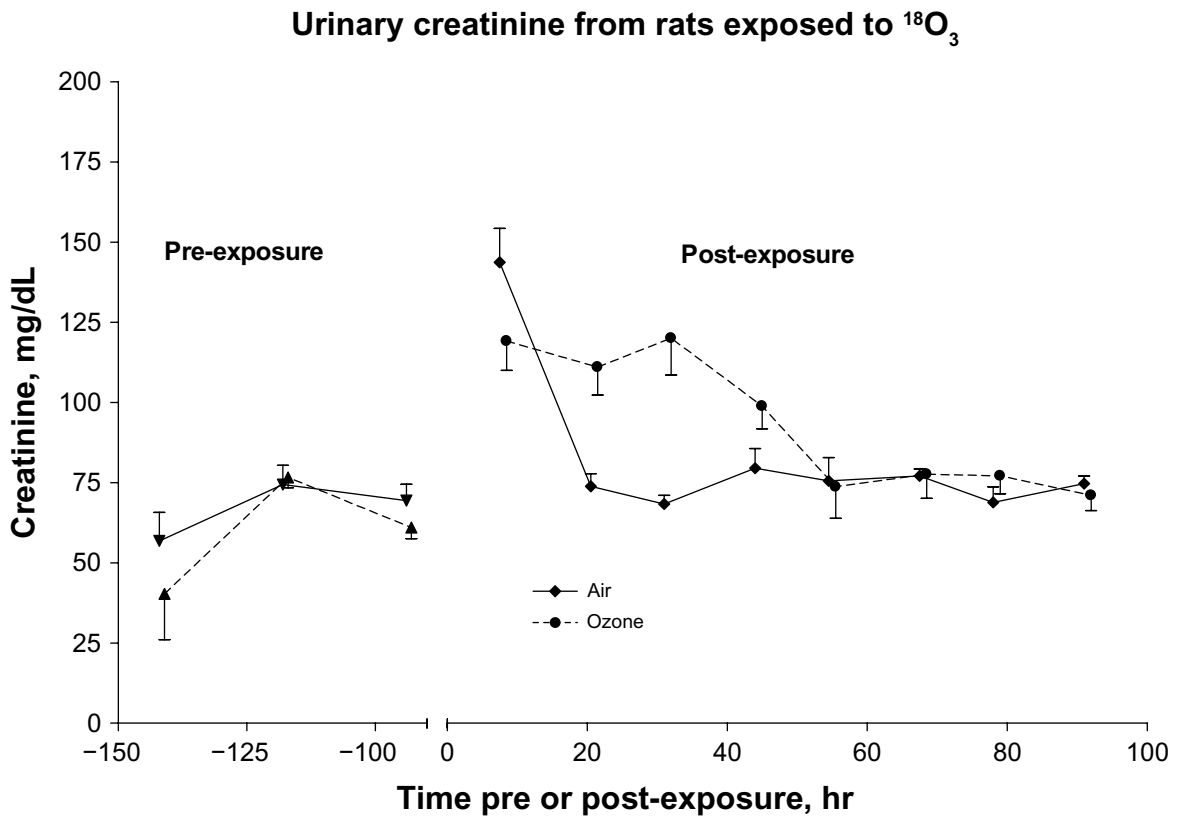 Urinary creatinine from rats exposed to ¹⁸O₃
200
175
150
125
100
75
50
25
0
Creatinine, mg/dL
Pre-exposure
Post-exposure
Air
Ozone
−150 −125 −100 0 20 40 60 80 100
Time pre or post-exposure, hr